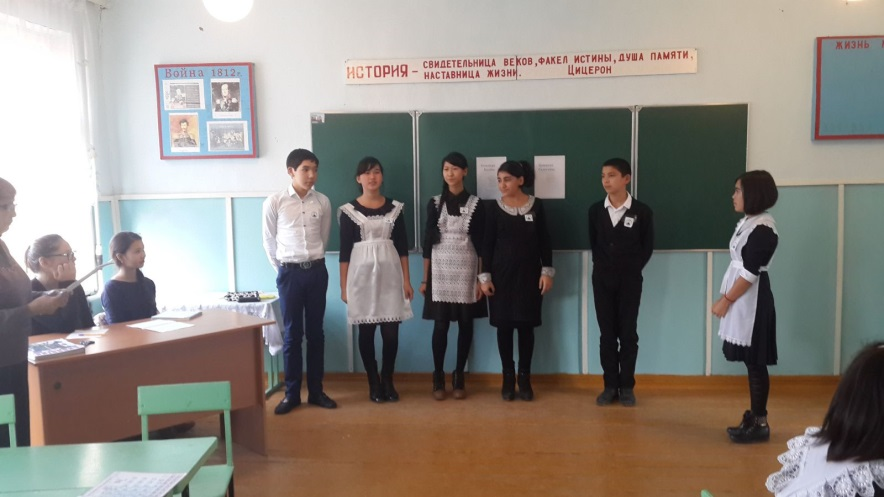 Война 1812г.
ИСТОРИЯ – СВИДЕТЕЛЬНИЦА ВЕКОВ, ФАКЕЛ ИСТИНЫ, ДУША ПАМЯТИ,
НАСТАВНИЦА ЖИЗНИ. ЦИЦЕРОН
ЖИЗНЬ